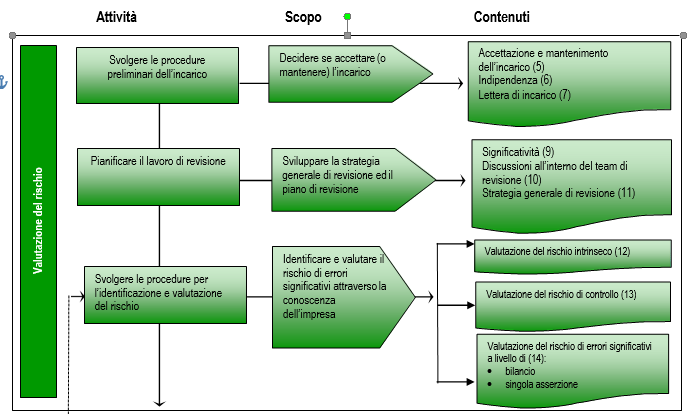 Attività Scopo Contenuti
Valutazione del rischio
Svolgere le procedure
preliminari dell'incarico
Decidere se accettare (o
mantenere) l'incarico
Accettazione e mantenimento
dell'incarico (5)
Indipendenza (6)
Lettera di incarico (7)
Pianificare il lavoro di revisione
Sviluppare la strategia
generale di revisione ed il
piano di revisione
Significatività (9)
Discussioni all'interno del team di
revisione (10)
Strategia generale di revisione (11)
Svolgere le procedure per
l'identificazione e valutazione
del rischio
Identificare e valutare il
rischio di errori
significativi attraverso la
conoscenza
dell'impresa
Valutazione del rischio intrinseco (12)
Valutazione del rischio di controllo (13)
Valutazione del rischio di errori significativi
a livello di (14):
• bilancio
• singola asserzione